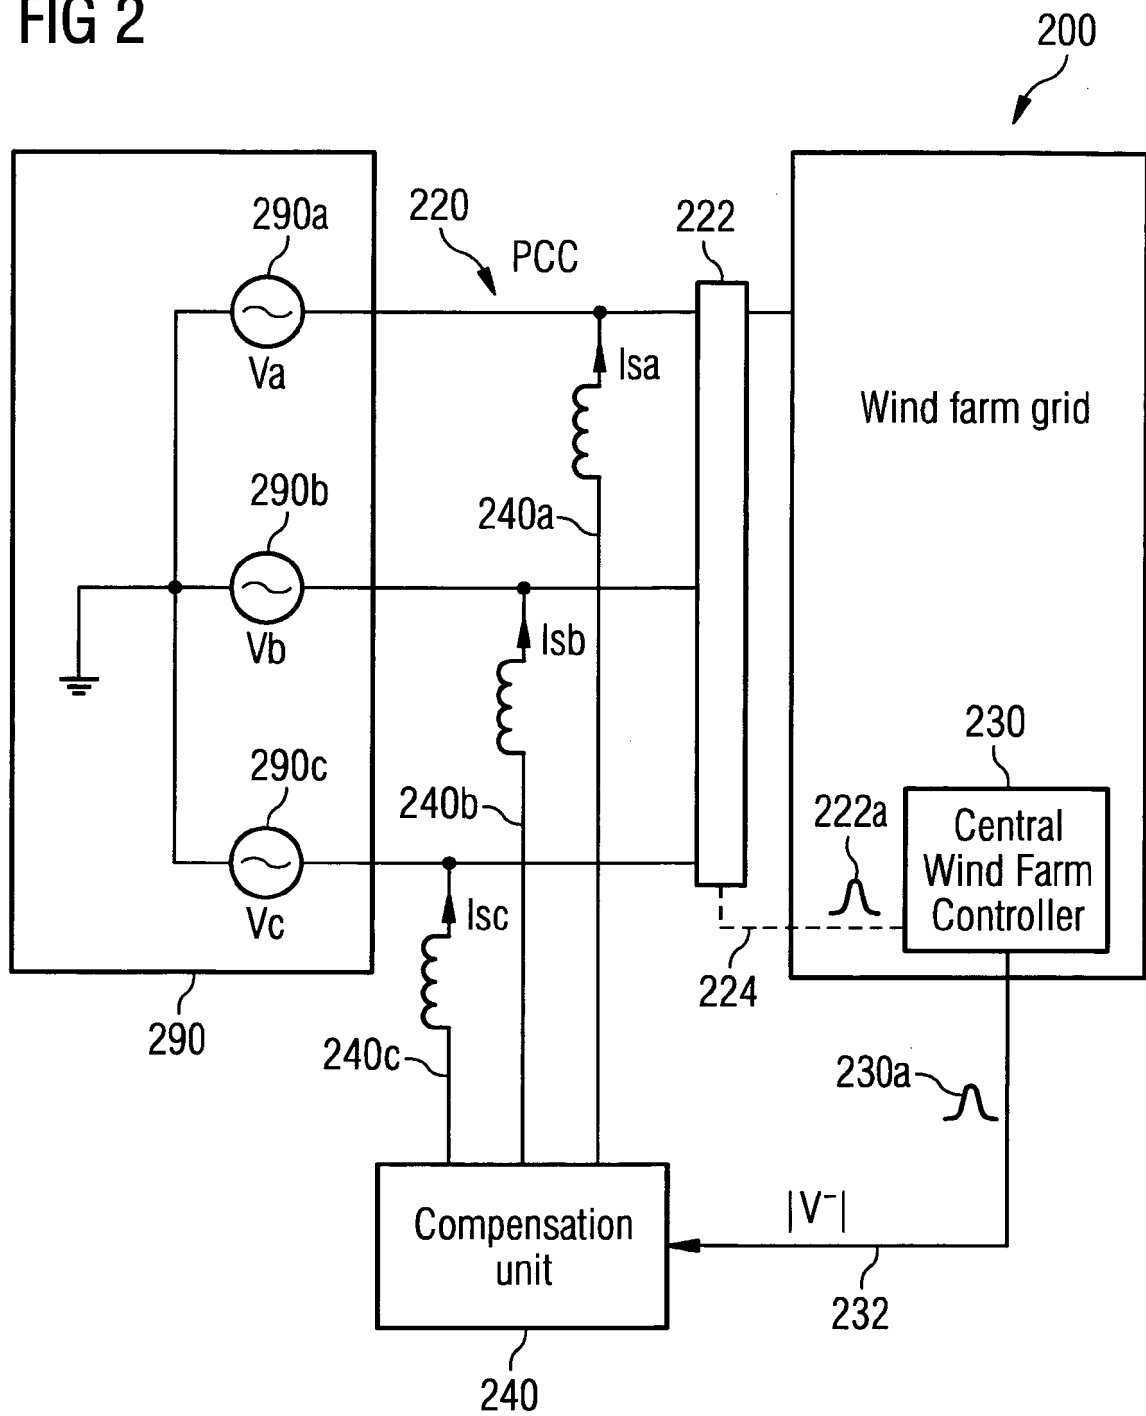 FIG 2
200
290a
220
222
PCC
Va
Isa
Wind farm grid
290b
240a
Vb
Isb
230
290c
240b
222a
Central
Wind Farm
Controller
Vc
Isc
224
290
240c
230a
|V⁻|
Compensation
unit
232
240